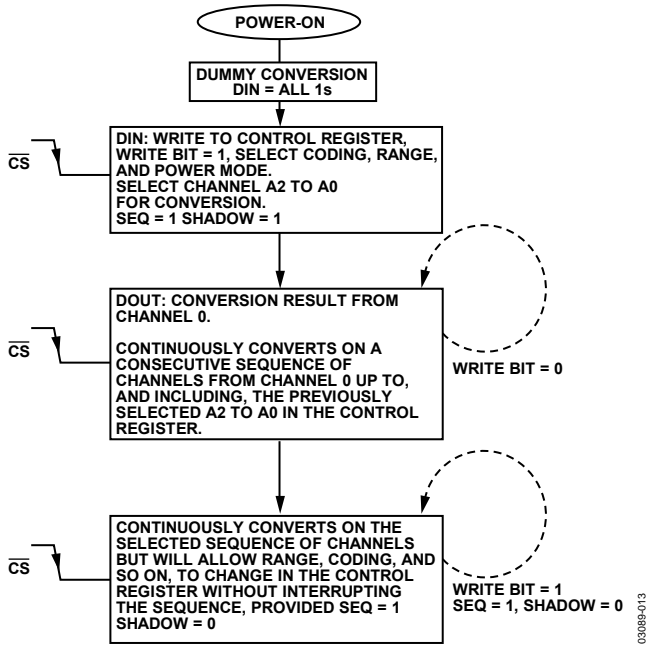 POWER-ON
DUMMY CONVERSION
DIN = ALL 1s
CS
DIN: WRITE TO CONTROL REGISTER,
WRITE BIT = 1, SELECT CODING, RANGE,
AND POWER MODE.
SELECT CHANNEL A2 TO A0
FOR CONVERSION.
SEQ = 1 SHADOW = 1
CS
DOUT: CONVERSION RESULT FROM
CHANNEL 0.
CONTINUOUSLY CONVERTS ON A
CONSECUTIVE SEQUENCE OF
CHANNELS FROM CHANNEL 0 UP TO,
AND INCLUDING, THE PREVIOUSLY
SELECTED A2 TO A0 IN THE CONTROL
REGISTER.
WRITE BIT = 0
CS
CONTINUOUSLY CONVERTS ON THE
SELECTED SEQUENCE OF CHANNELS
BUT WILL ALLOW RANGE, CODING, AND
SO ON, TO CHANGE IN THE CONTROL
REGISTER WITHOUT INTERRUPTING
THE SEQUENCE, PROVIDED SEQ = 1
SHADOW = 0
WRITE BIT = 1
SEQ = 1, SHADOW = 0
03089-013